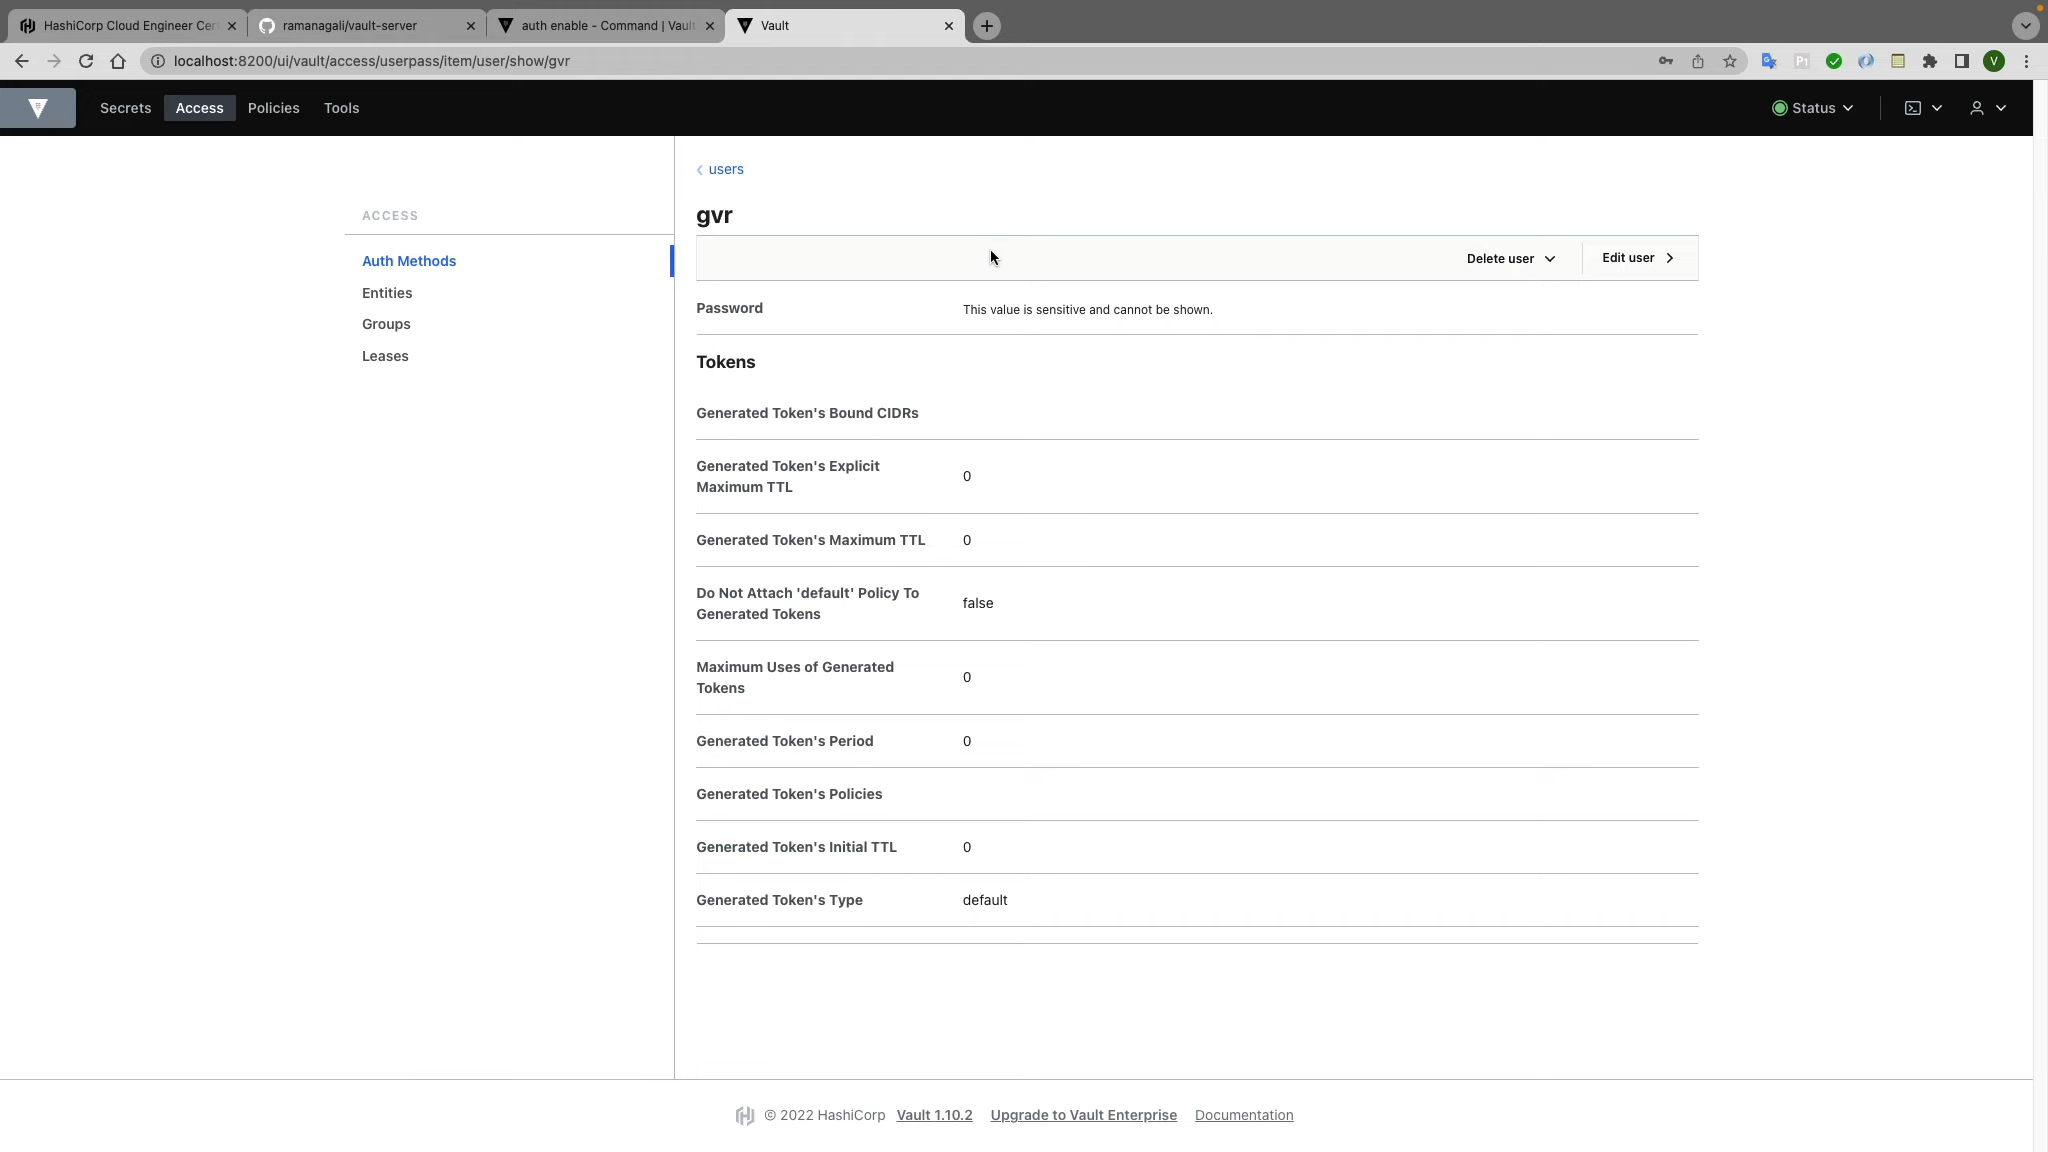 HashiCorp Cloud Engineer Cer
ramanagali/vault-server
auth enable - Command | Vault
Vault
localhost:8200/ui/vault/access/userpass/item/user/show/gvr
V
Secrets
Access
Policies
Tools
Status
users
gvr
ACCESS
Auth Methods
Entities
Groups
Leases
Delete user
Edit user
Password
This value is sensitive and cannot be shown.
Tokens
Generated Token's Bound CIDRs
Generated Token's Explicit
Maximum TTL
0
Generated Token's Maximum TTL
0
Do Not Attach 'default' Policy To
Generated Tokens
false
Maximum Uses of Generated
Tokens
0
Generated Token's Period
0
Generated Token's Policies
Generated Token's Initial TTL
0
Generated Token's Type
default
© 2022 HashiCorp Vault 1.10.2 Upgrade to Vault Enterprise Documentation